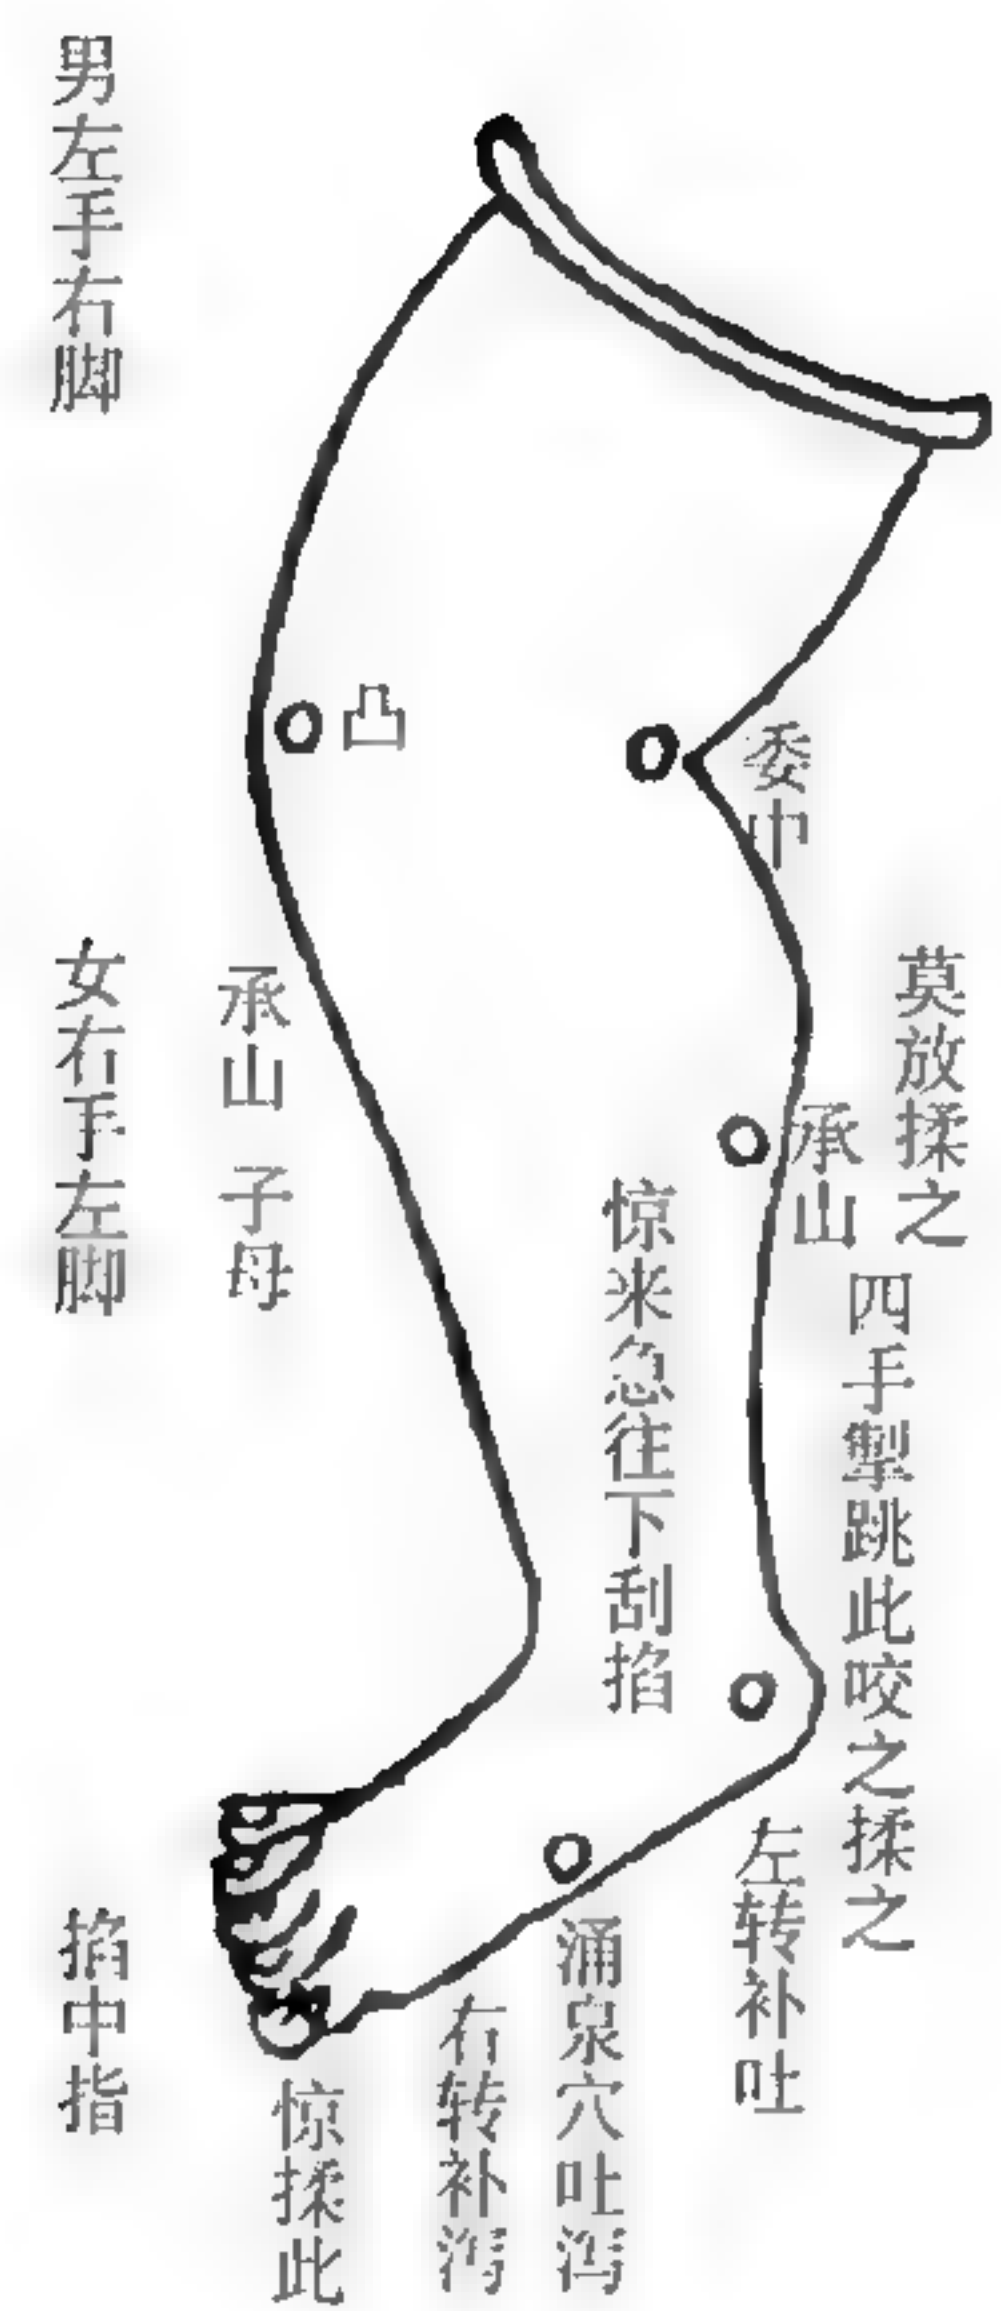 男左手右脚
女右手左脚
掐中指
承山 子母
惊揉此
凸
右转补泻
涌泉穴吐泻
惊来急往下刮掐
委巾
左转补吐
承山
四手掣跳此咬之揉之
莫放揉之